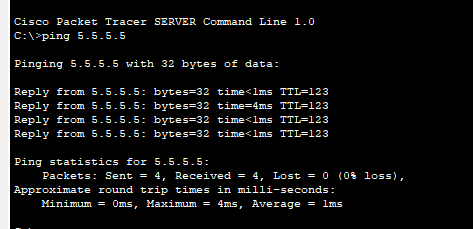 Cisco Packet Tracer SERVER Command Line 1.0
C:\>ping 5.5.5.5
Pinging 5.5.5.5 with 32 bytes of data:
Reply from 5.5.5.5: bytes=32 time<1ms TTL=123
Reply from 5.5.5.5: bytes=32 time=4ms TTL=123
Reply from 5.5.5.5: bytes=32 time<1ms TTL=123
Reply from 5.5.5.5: bytes=32 time<1ms TTL=123
Ping statistics for 5.5.5.5:
Packets: Sent = 4, Received = 4, Lost = 0 (0% loss),
Approximate round trip times in milli-seconds:
Minimum = 0ms, Maximum = 4ms, Average = 1ms